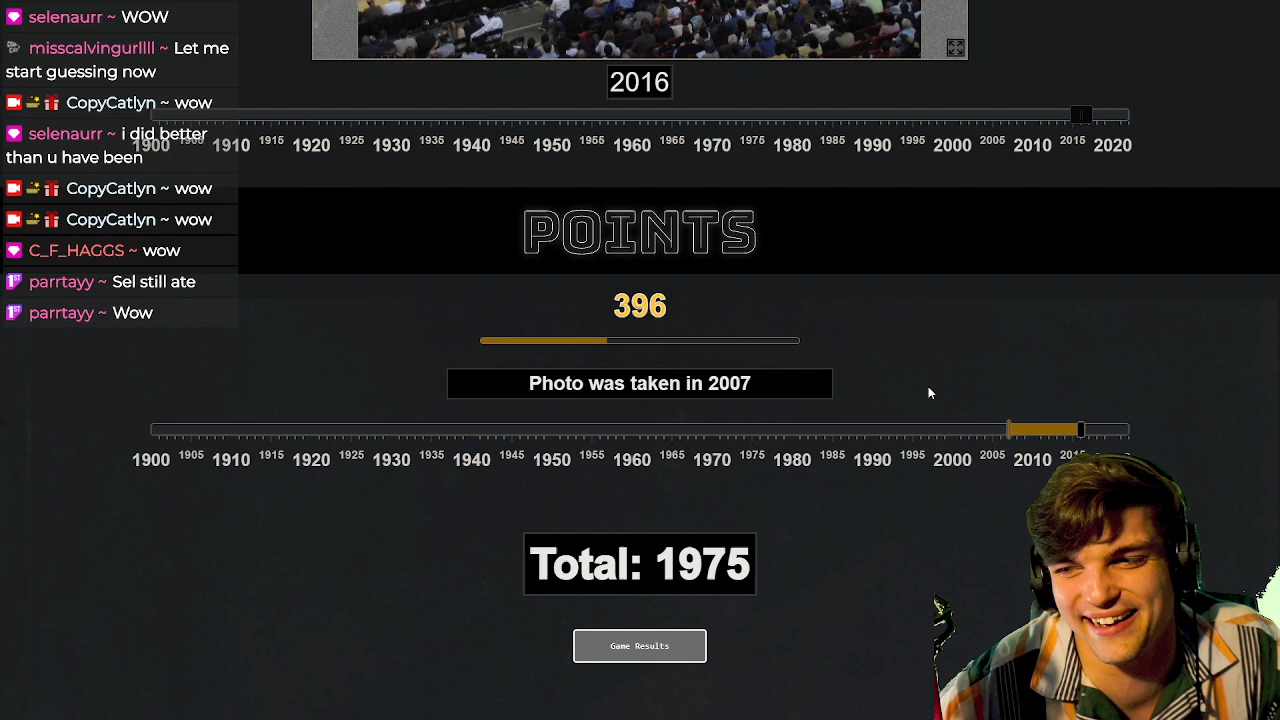 selenaurr ~ WOW
misscalvingurllll ~ Let me
start guessing now
CopyCatlyn ~ wow
selenaurr ~ i did better
than u have been
CopyCatlyn ~ wow
CopyCatlyn ~ wow
C_F_HAGGS ~ wow
1ST parrtayy ~ Sel still ate
1ST parrtayy ~ Wow
2016
1900 1905 1910 1915 1920 1925 1930 1935 1940 1945 1950 1955 1960 1965 1970 1975 1980 1985 1990 1995 2000 2005 2010 2015 2020
POINTS
396
Photo was taken in 2007
1900 1905 1910 1915 1920 1925 1930 1935 1940 1945 1950 1955 1960 1965 1970 1975 1980 1985 1990 1995 2000 2005 2010 2015
Total: 1975
Game Results